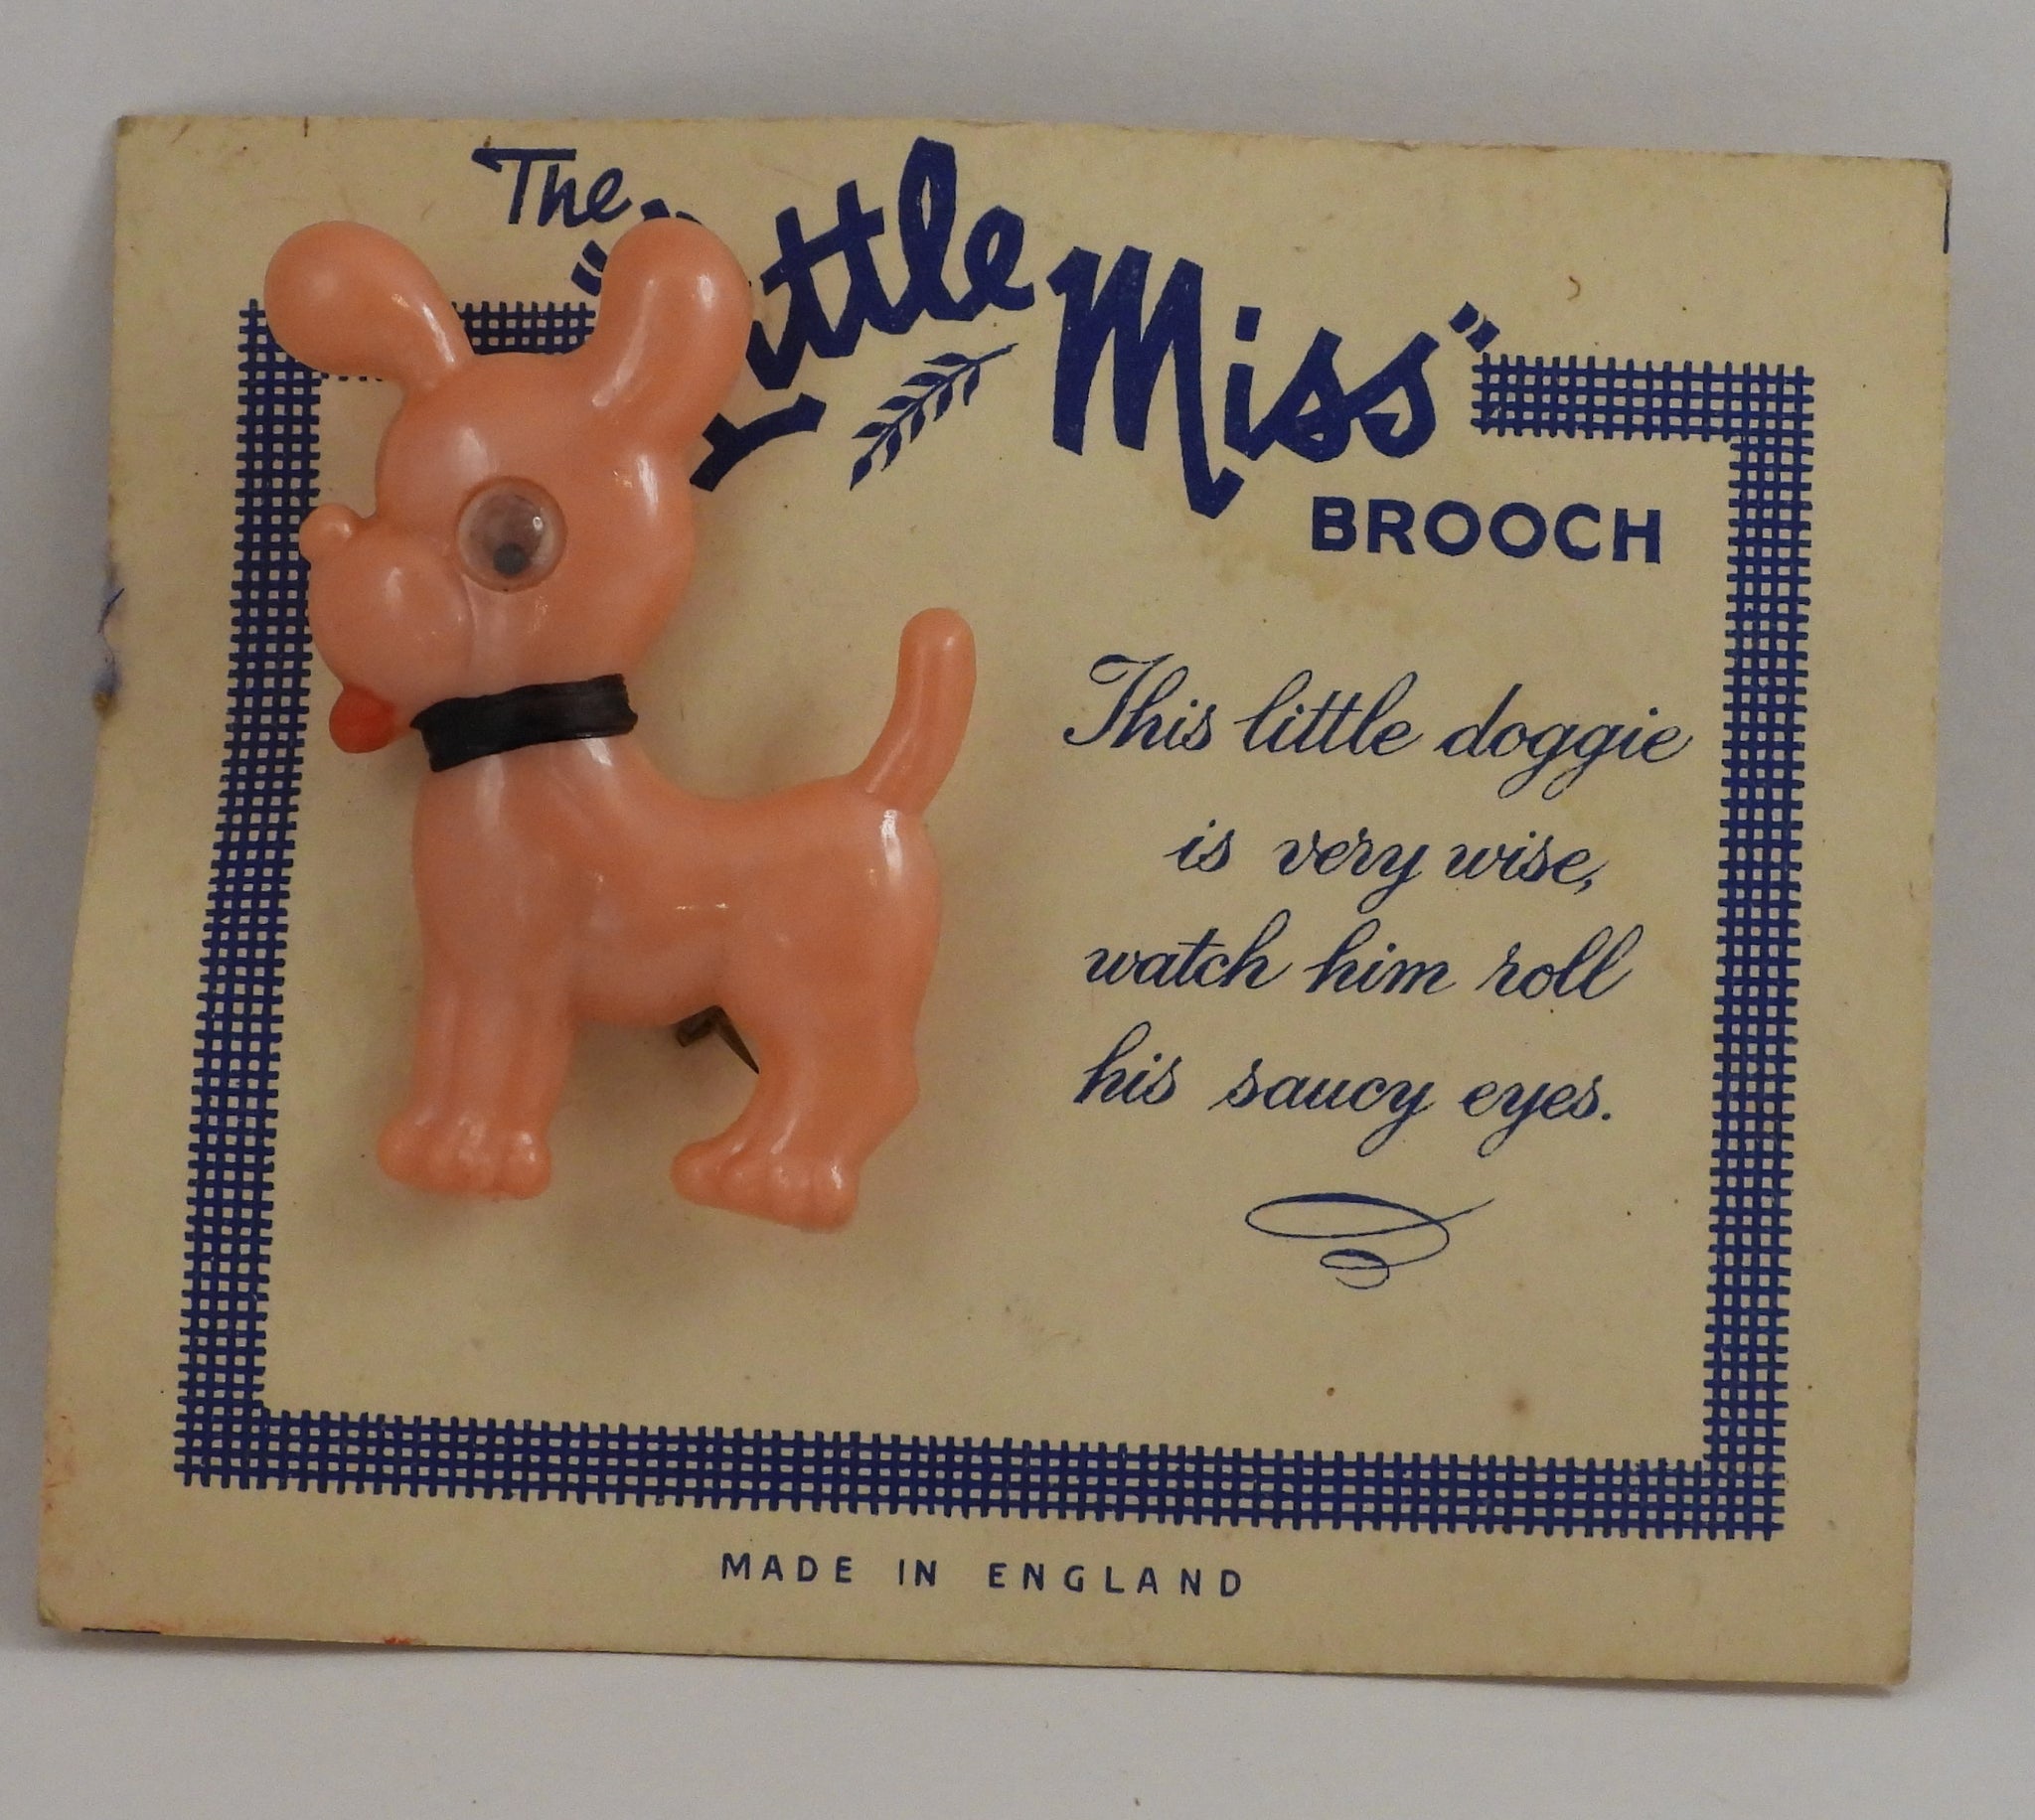 The
"Little Miss"
BROOCH
This little doggie
is very wise,
watch him roll
his saucy eyes.
MADE IN ENGLAND